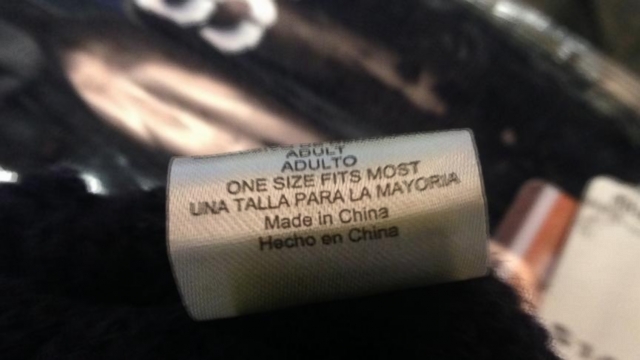 ADULT
ADULTO
ONE SIZE FITS MOST
UNA TALLA PARA LA MAYORIA
Made in China
Hecho en China